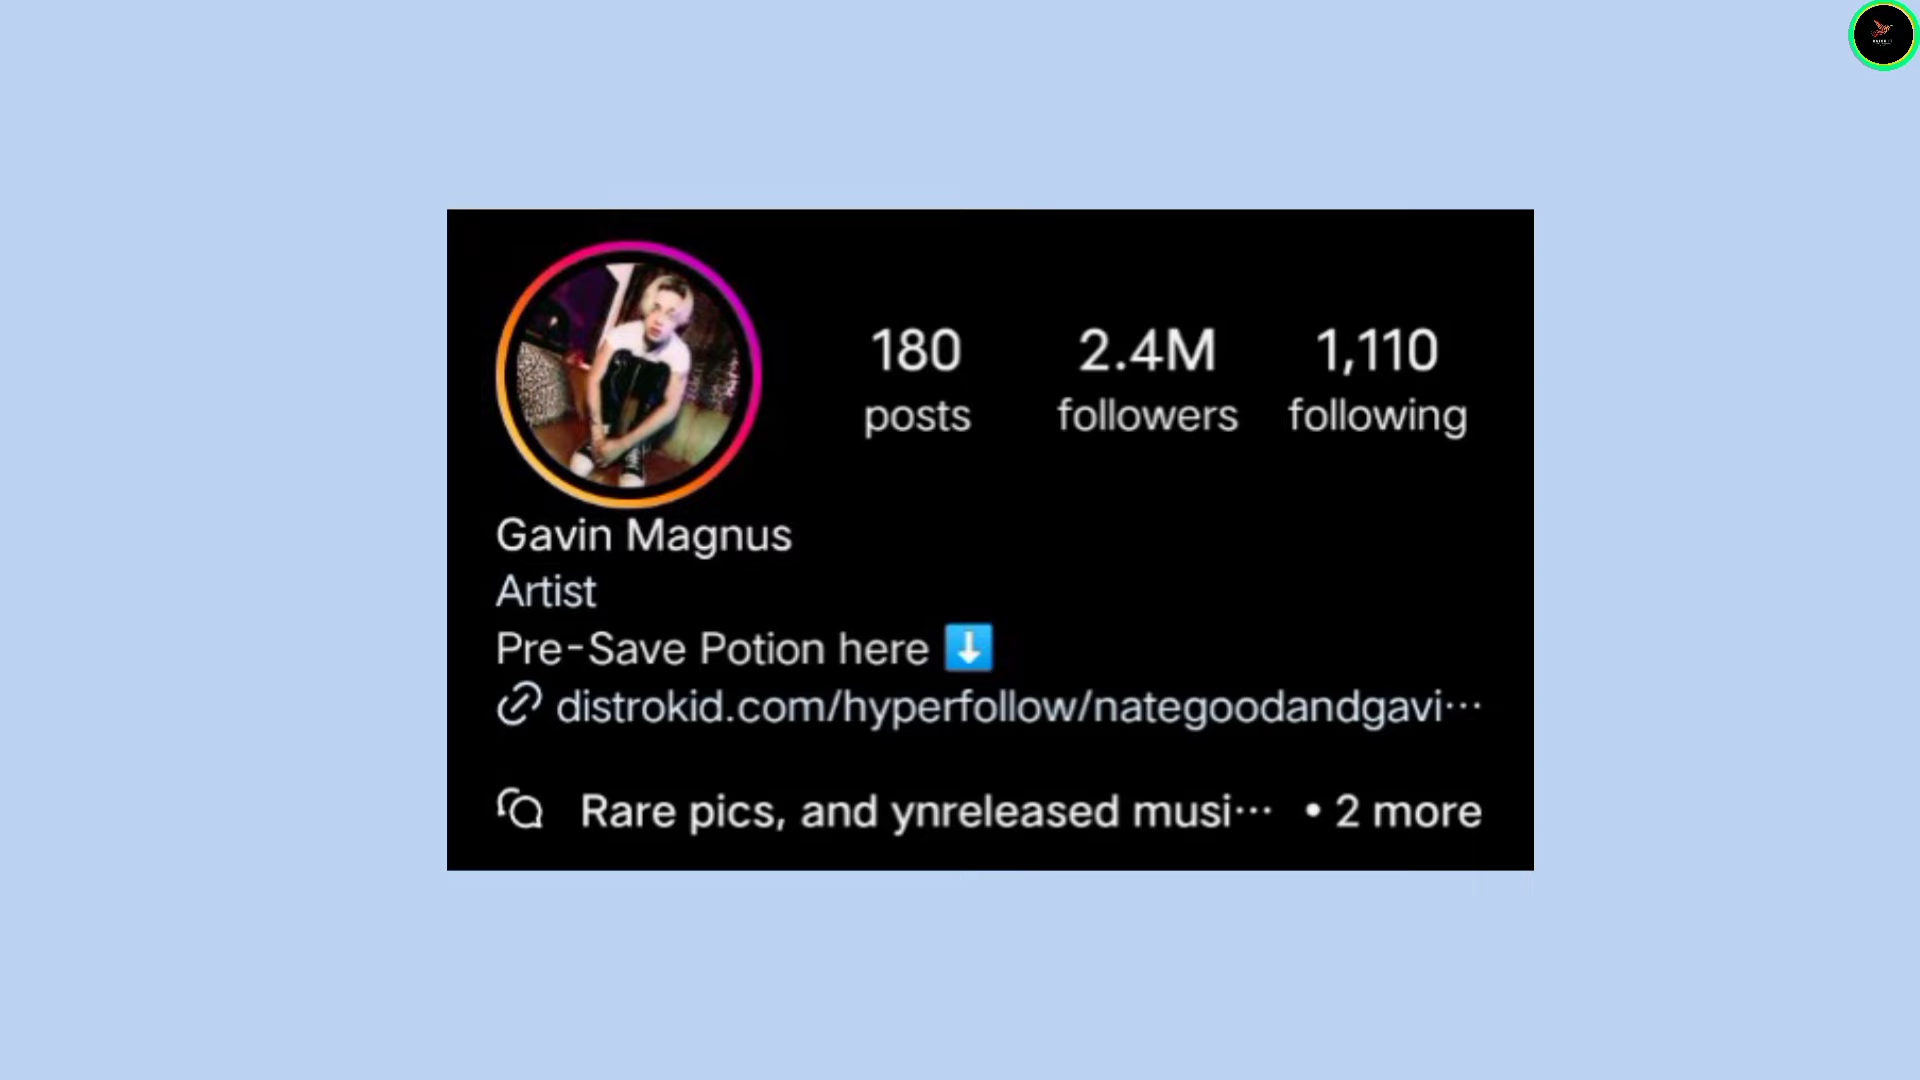 180
2.4M
1,110
posts
followers
following
Gavin Magnus
Artist
Pre-Save Potion here ⬇️
distrokid.com/hyperfollow/nategoodandgavi…
Rare pics, and ynreleased musi… • 2 more